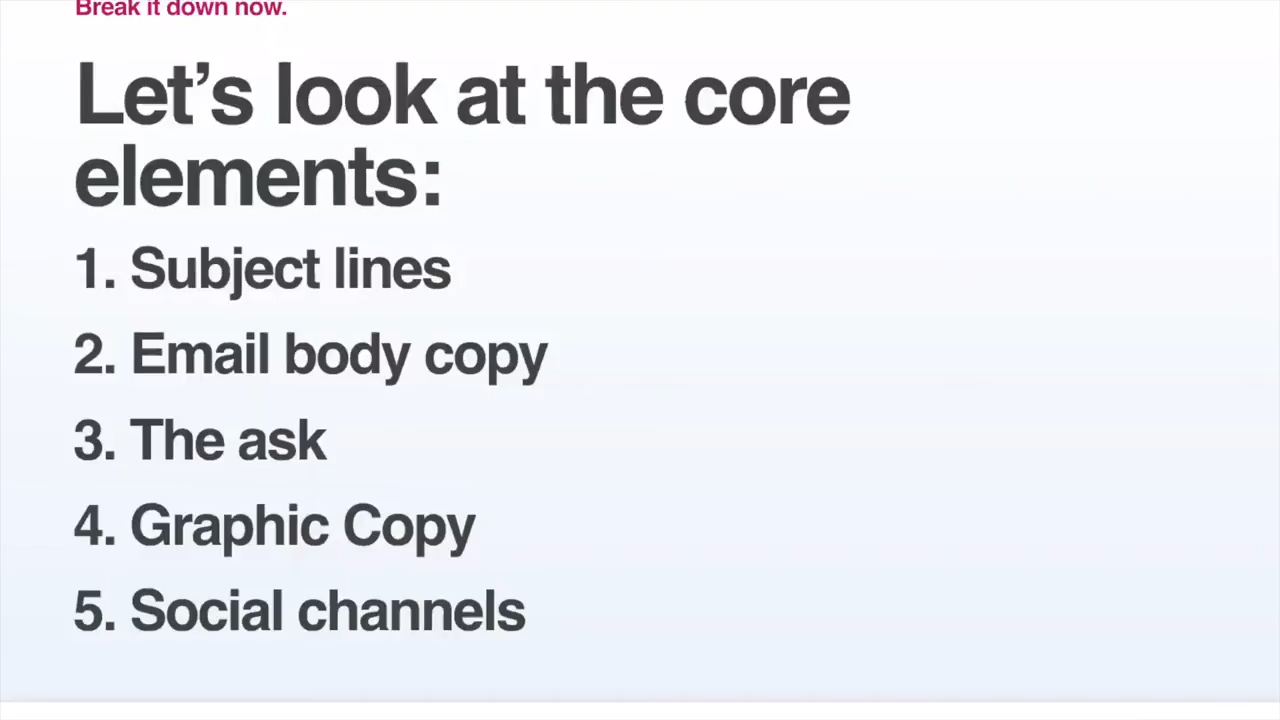 Break it down now.
Let’s look at the core
elements:
1. Subject lines
2. Email body copy
3. The ask
4. Graphic Copy
5. Social channels